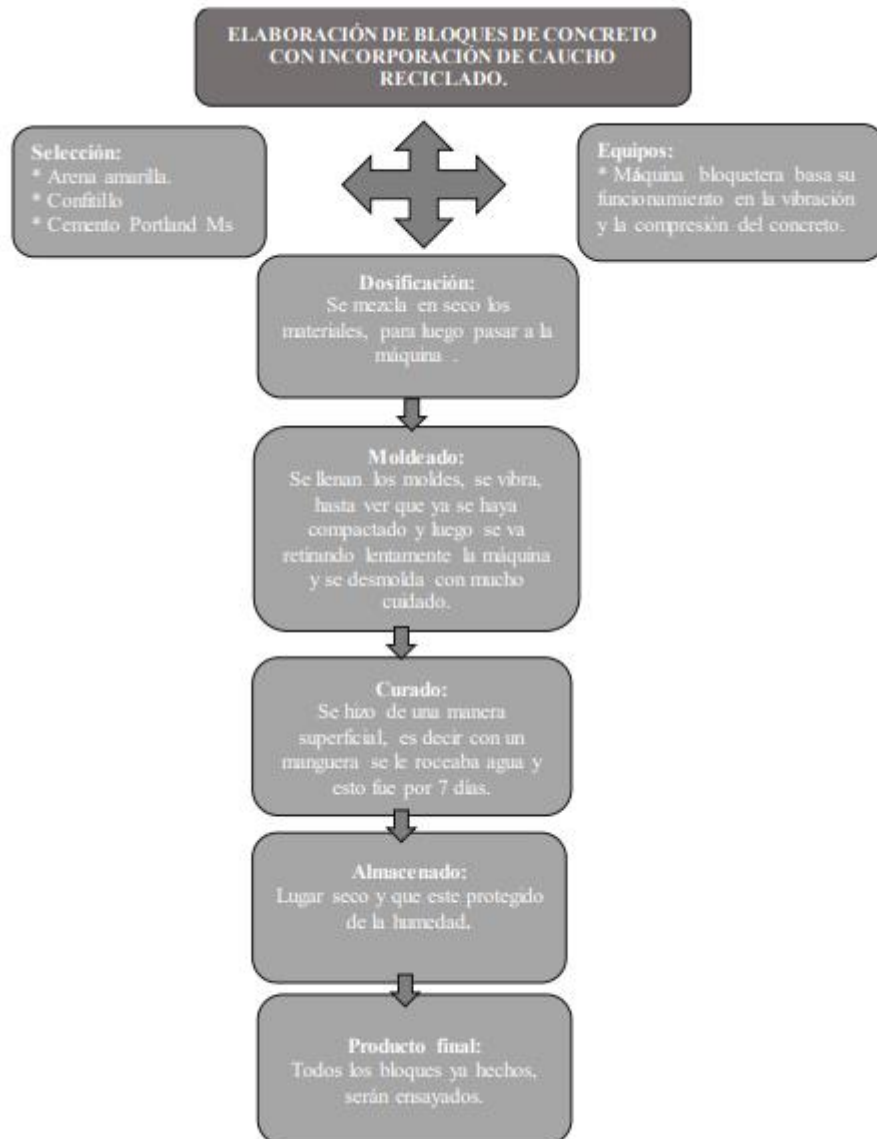 ELABORACIÓN DE BLOQUES DE CONCRETO
CON INCORPORACIÓN DE CAUCHO
RECICLADO.
Selección:
* Arena amarilla.
* Confitillo
* Cemento Portland Ms
Equipos:
* Máquina bloquetera basa su
funcionamiento en la vibración
y la compresión del concreto.
Dosificación:
Se mezcla en seco los
materiales, para luego pasar a la
máquina .
Moldeado:
Se llenan los moldes, se vibra,
hasta ver que ya se haya
compactado y luego se va
retirando lentamente la máquina
y se desmolda con mucho
cuidado.
Curado:
Se hizo de una manera
superficial, es decir con un
manguera se le roceaba agua y
esto fue por 7 días.
Almacenado:
Lugar seco y que este protegido
de la humedad.
Producto final:
Todos los bloques ya hechos,
serán ensayados.